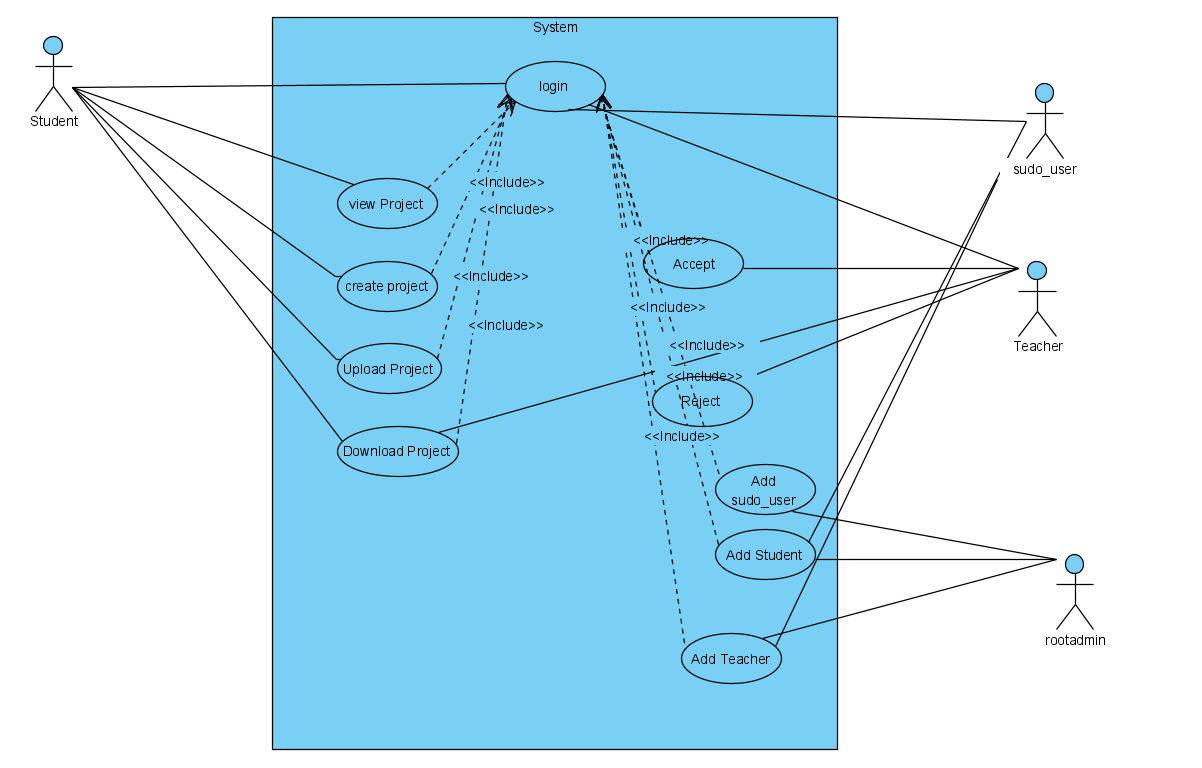 System
login
Student
sudo_user
<<Include>>
view Project
<<Include>>
<<Include>>
Accept
<<Include>>
create project
<<Include>>
<<Include>>
Teacher
<<Include>>
Upload Project
<<Include>>
Reject
<<Include>>
Download Project
Add
sudo_user
Add Student
rootadmin
Add Teacher